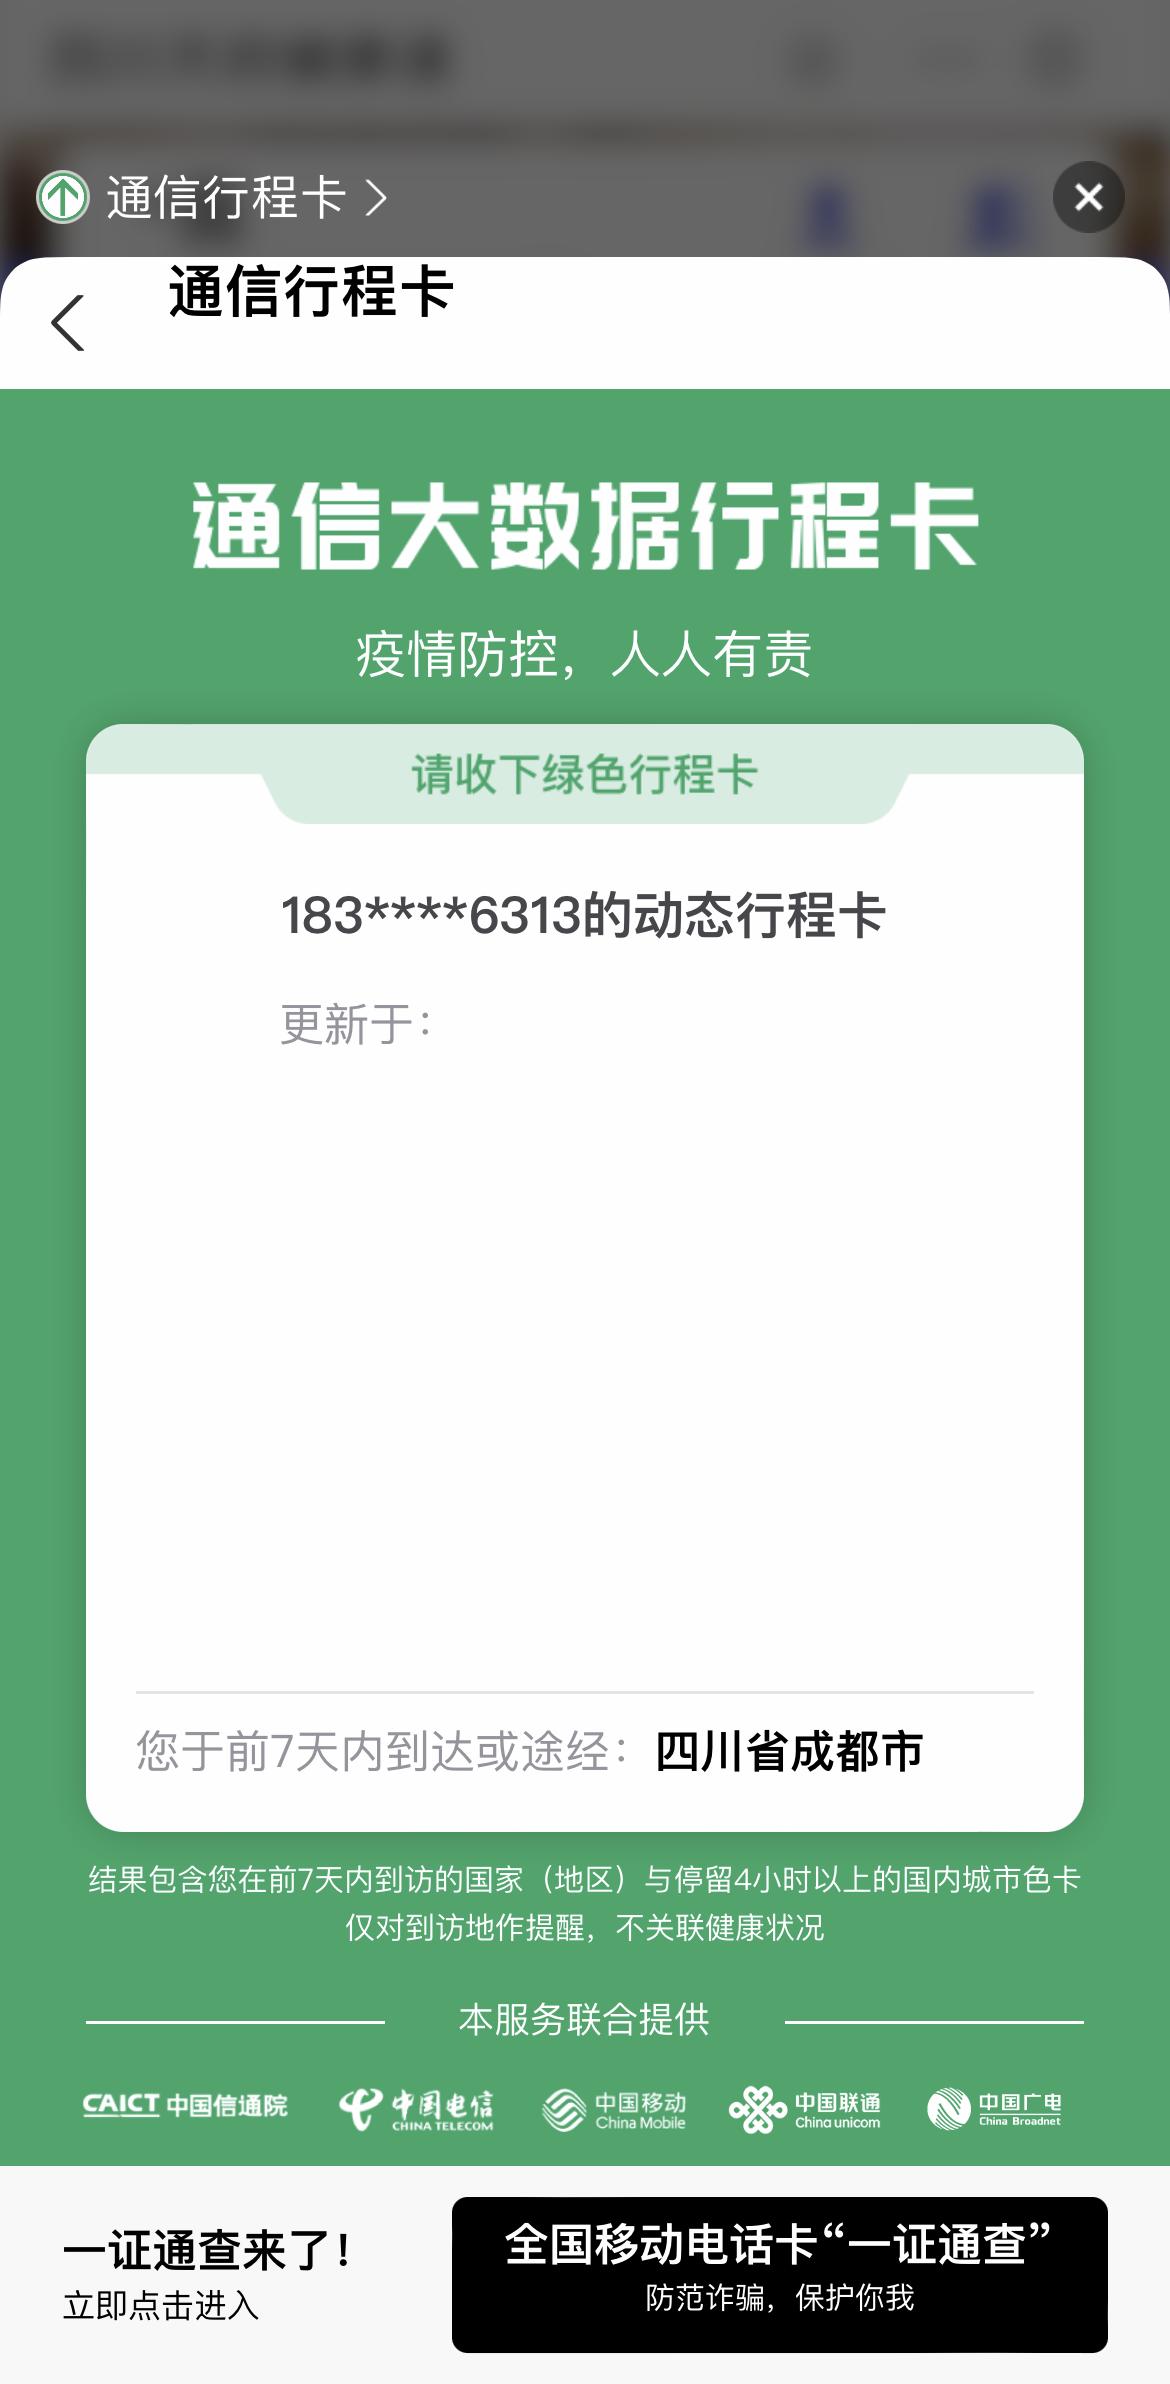 通信行程卡
通信行程卡
通信大数据行程卡
疫情防控，人人有责
请收下绿色行程卡
183****6313的动态行程卡
更新于：
您于前7天内到达或途经：四川省成都市
结果包含您在前7天内到访的国家（地区）与停留4小时以上的国内城市色卡
仅对到访地作提醒，不关联健康状况
本服务联合提供
CAICT 中国信通院
中国电信
CHINA TELECOM
中国移动
China Mobile
中国联通
China unicom
中国广电
China Broadnet
一证通查来了！
立即点击进入
全国移动电话卡“一证通查”
防范诈骗，保护你我